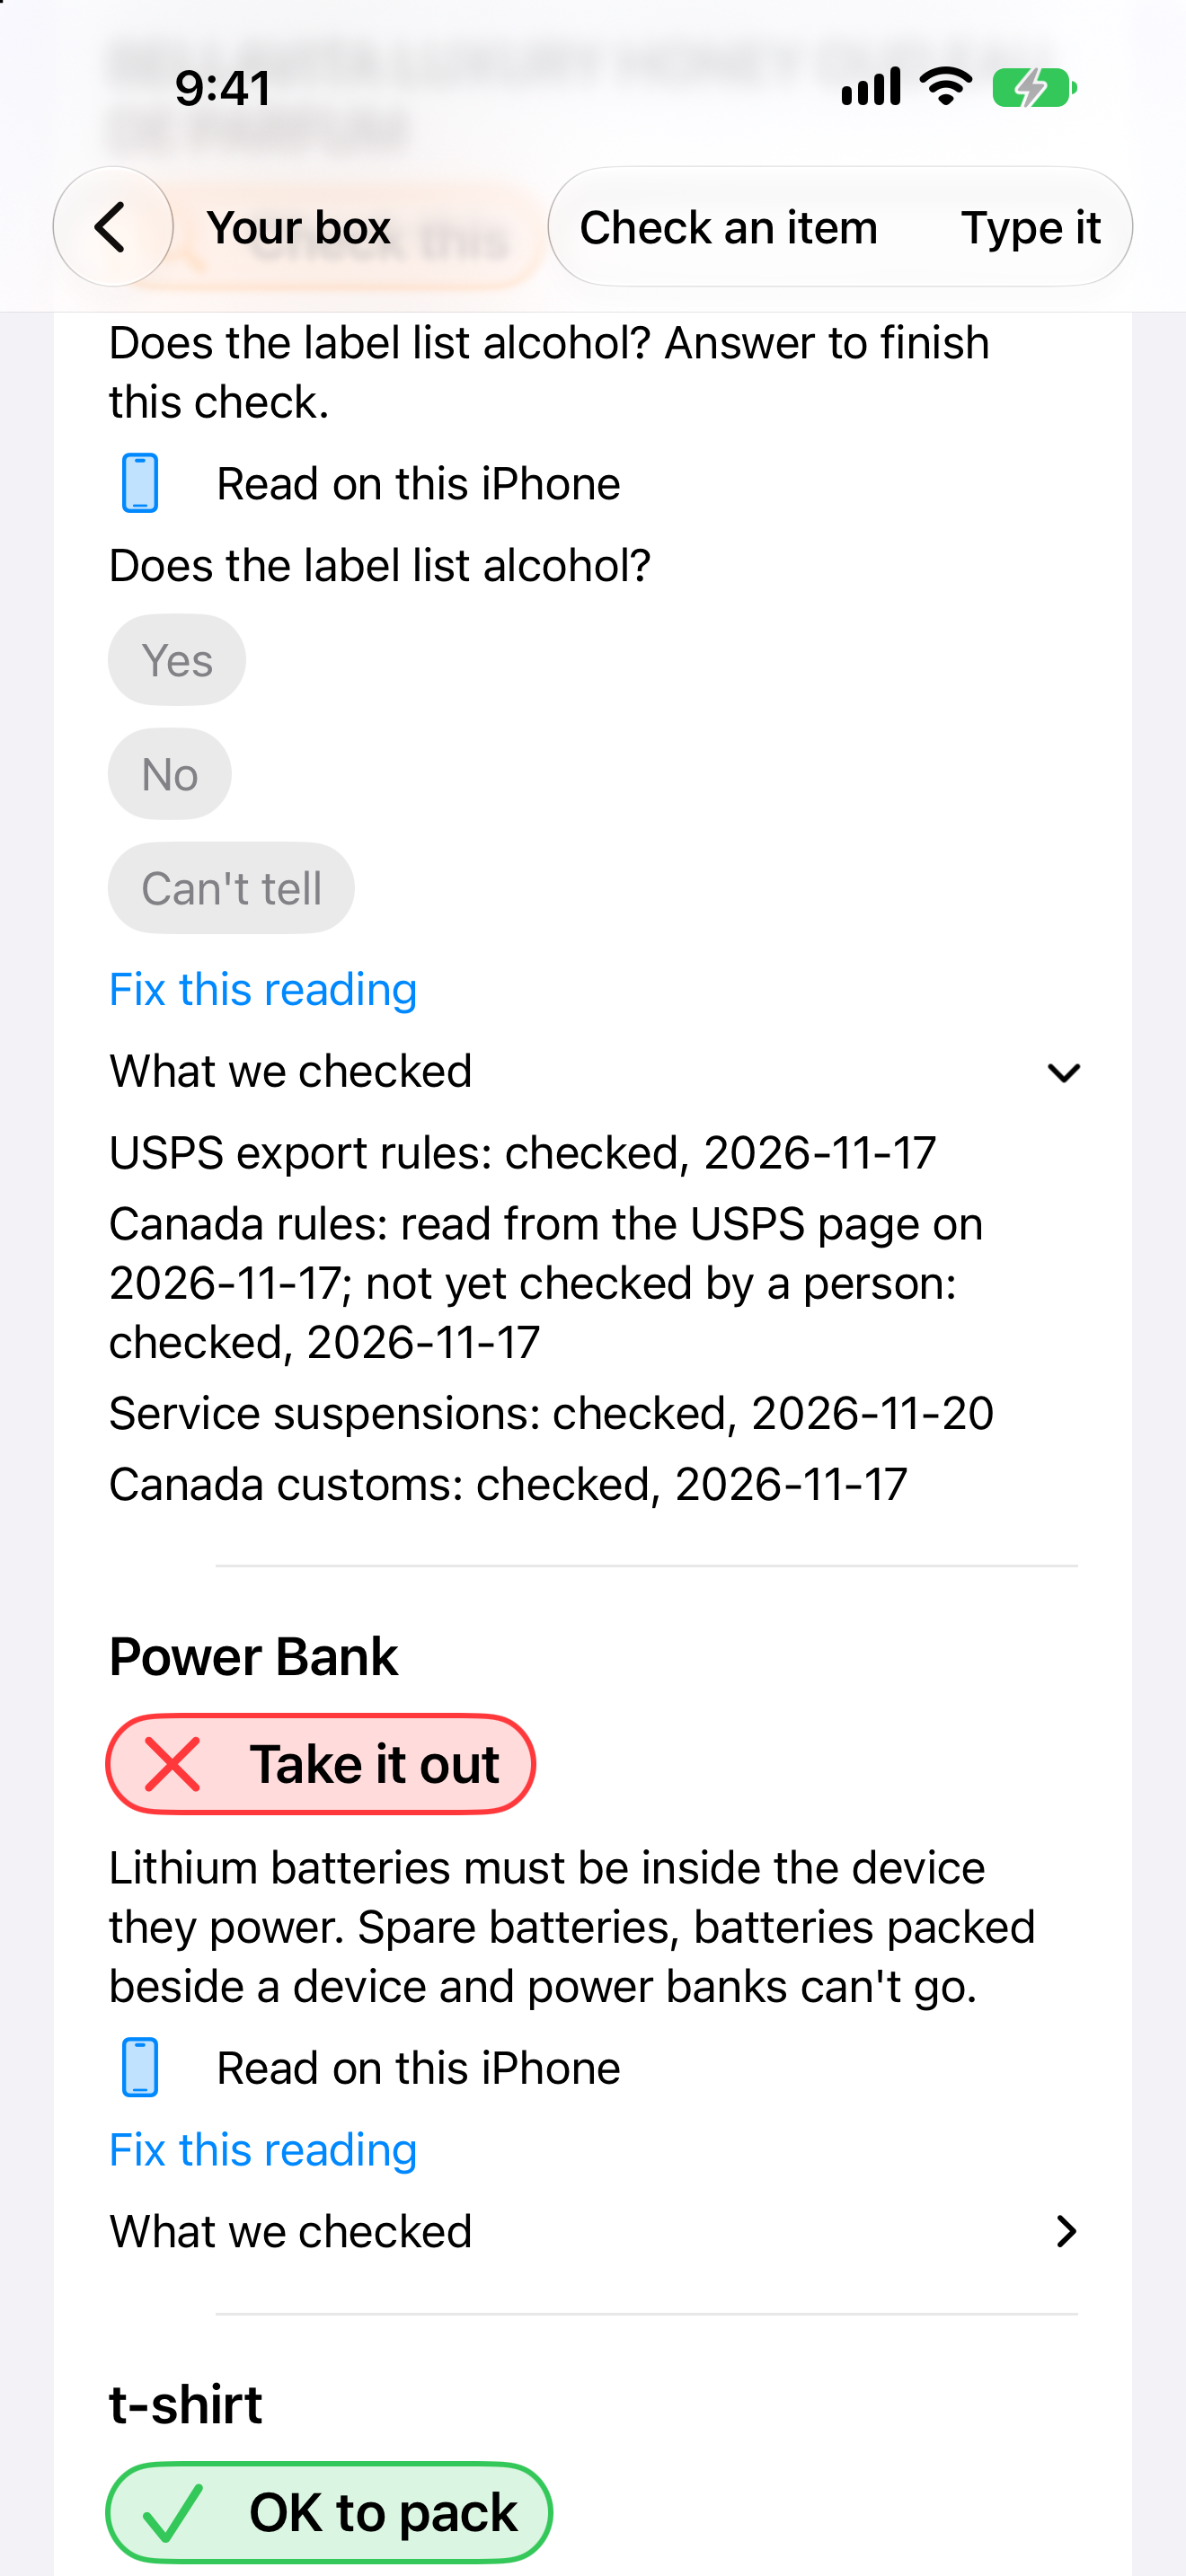 9:41
Your box
Check an item
Type it
Does the label list alcohol? Answer to finish
this check.
Read on this iPhone
Does the label list alcohol?
Yes
No
Can't tell
Fix this reading
What we checked
USPS export rules: checked, 2026-11-17
Canada rules: read from the USPS page on
2026-11-17; not yet checked by a person:
checked, 2026-11-17
Service suspensions: checked, 2026-11-20
Canada customs: checked, 2026-11-17
Power Bank
Take it out
Lithium batteries must be inside the device
they power. Spare batteries, batteries packed
beside a device and power banks can't go.
Read on this iPhone
Fix this reading
What we checked
t-shirt
OK to pack